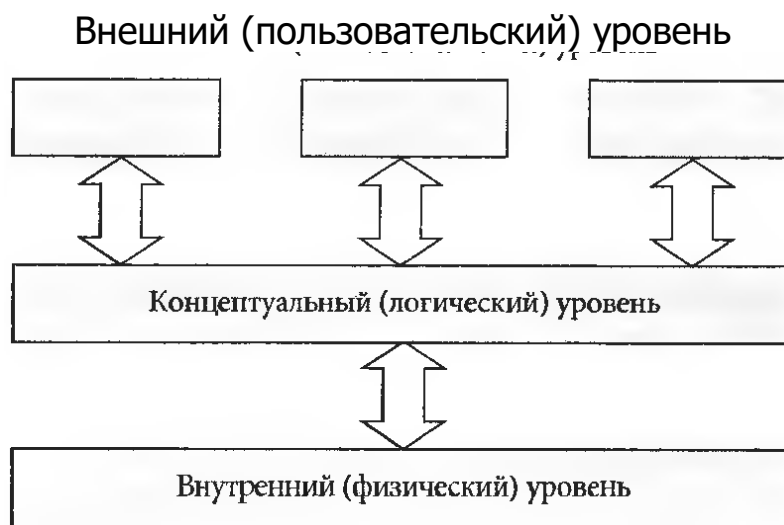 Внешний (пользовательский) уровень
Концептуальный (логический) уровень
Внутренний (физический) уровень